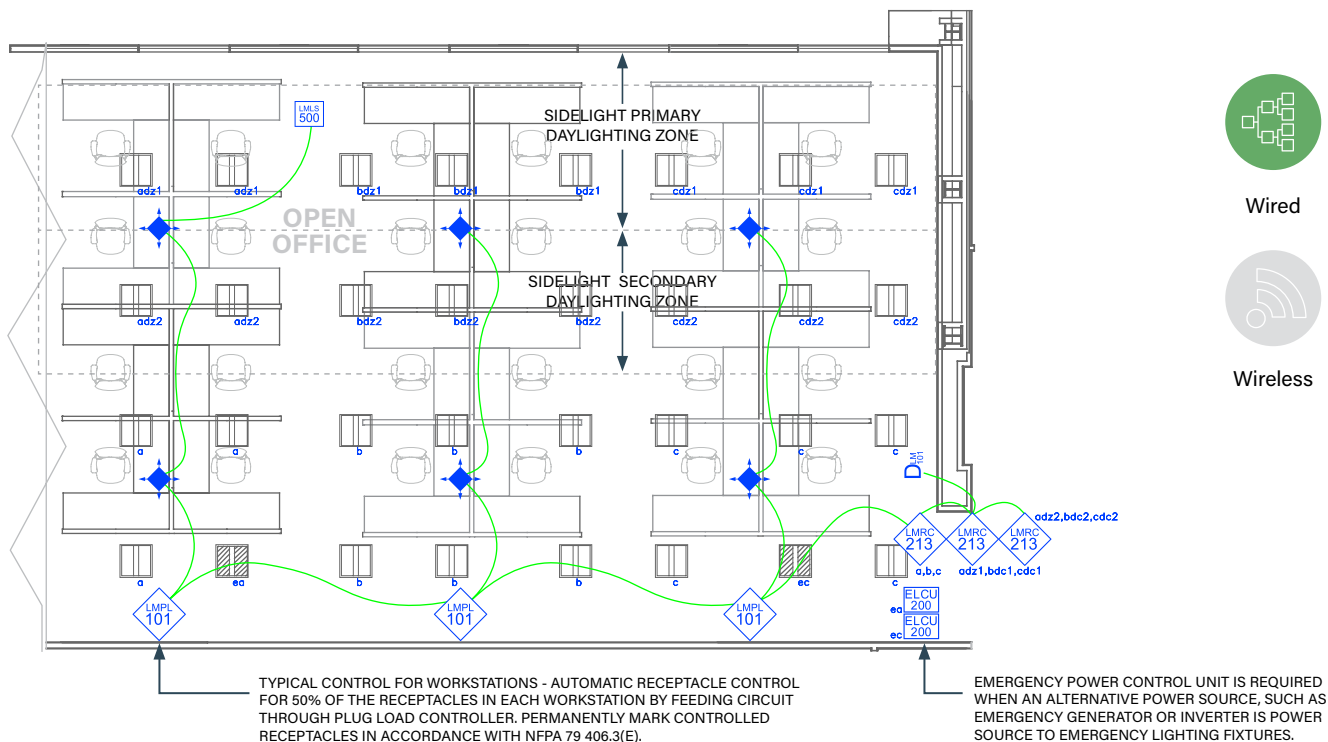 SIDELIGHT PRIMARY
DAYLIGHTING ZONE
LMLS
500
Wired
adz1
adz1
bdz1
bdz1
bdz1
cdz1
cdz1
cdz1
OPEN
OFFICE
SIDELIGHT SECONDARY
DAYLIGHTING ZONE
adz2
adz2
bdz2
bdz2
bdz2
cdz2
cdz2
cdz2
Wireless
a
a
b
b
b
c
c
c
D LM
101
adz2,bdc2,cdc2
LMRC
213
LMRC
213
LMRC
213
a,b,c
adz1,bdc1,cdc1
a
ea
b
b
b
c
ec
c
LMPL
101
LMPL
101
LMPL
101
ea
ELCU
200
ec
ELCU
200
TYPICAL CONTROL FOR WORKSTATIONS - AUTOMATIC RECEPTACLE CONTROL
FOR 50% OF THE RECEPTACLES IN EACH WORKSTATION BY FEEDING CIRCUIT
THROUGH PLUG LOAD CONTROLLER. PERMANENTLY MARK CONTROLLED
RECEPTACLES IN ACCORDANCE WITH NFPA 79 406.3(E).
EMERGENCY POWER CONTROL UNIT IS REQUIRED
WHEN AN ALTERNATIVE POWER SOURCE, SUCH AS
EMERGENCY GENERATOR OR INVERTER IS POWER
SOURCE TO EMERGENCY LIGHTING FIXTURES.